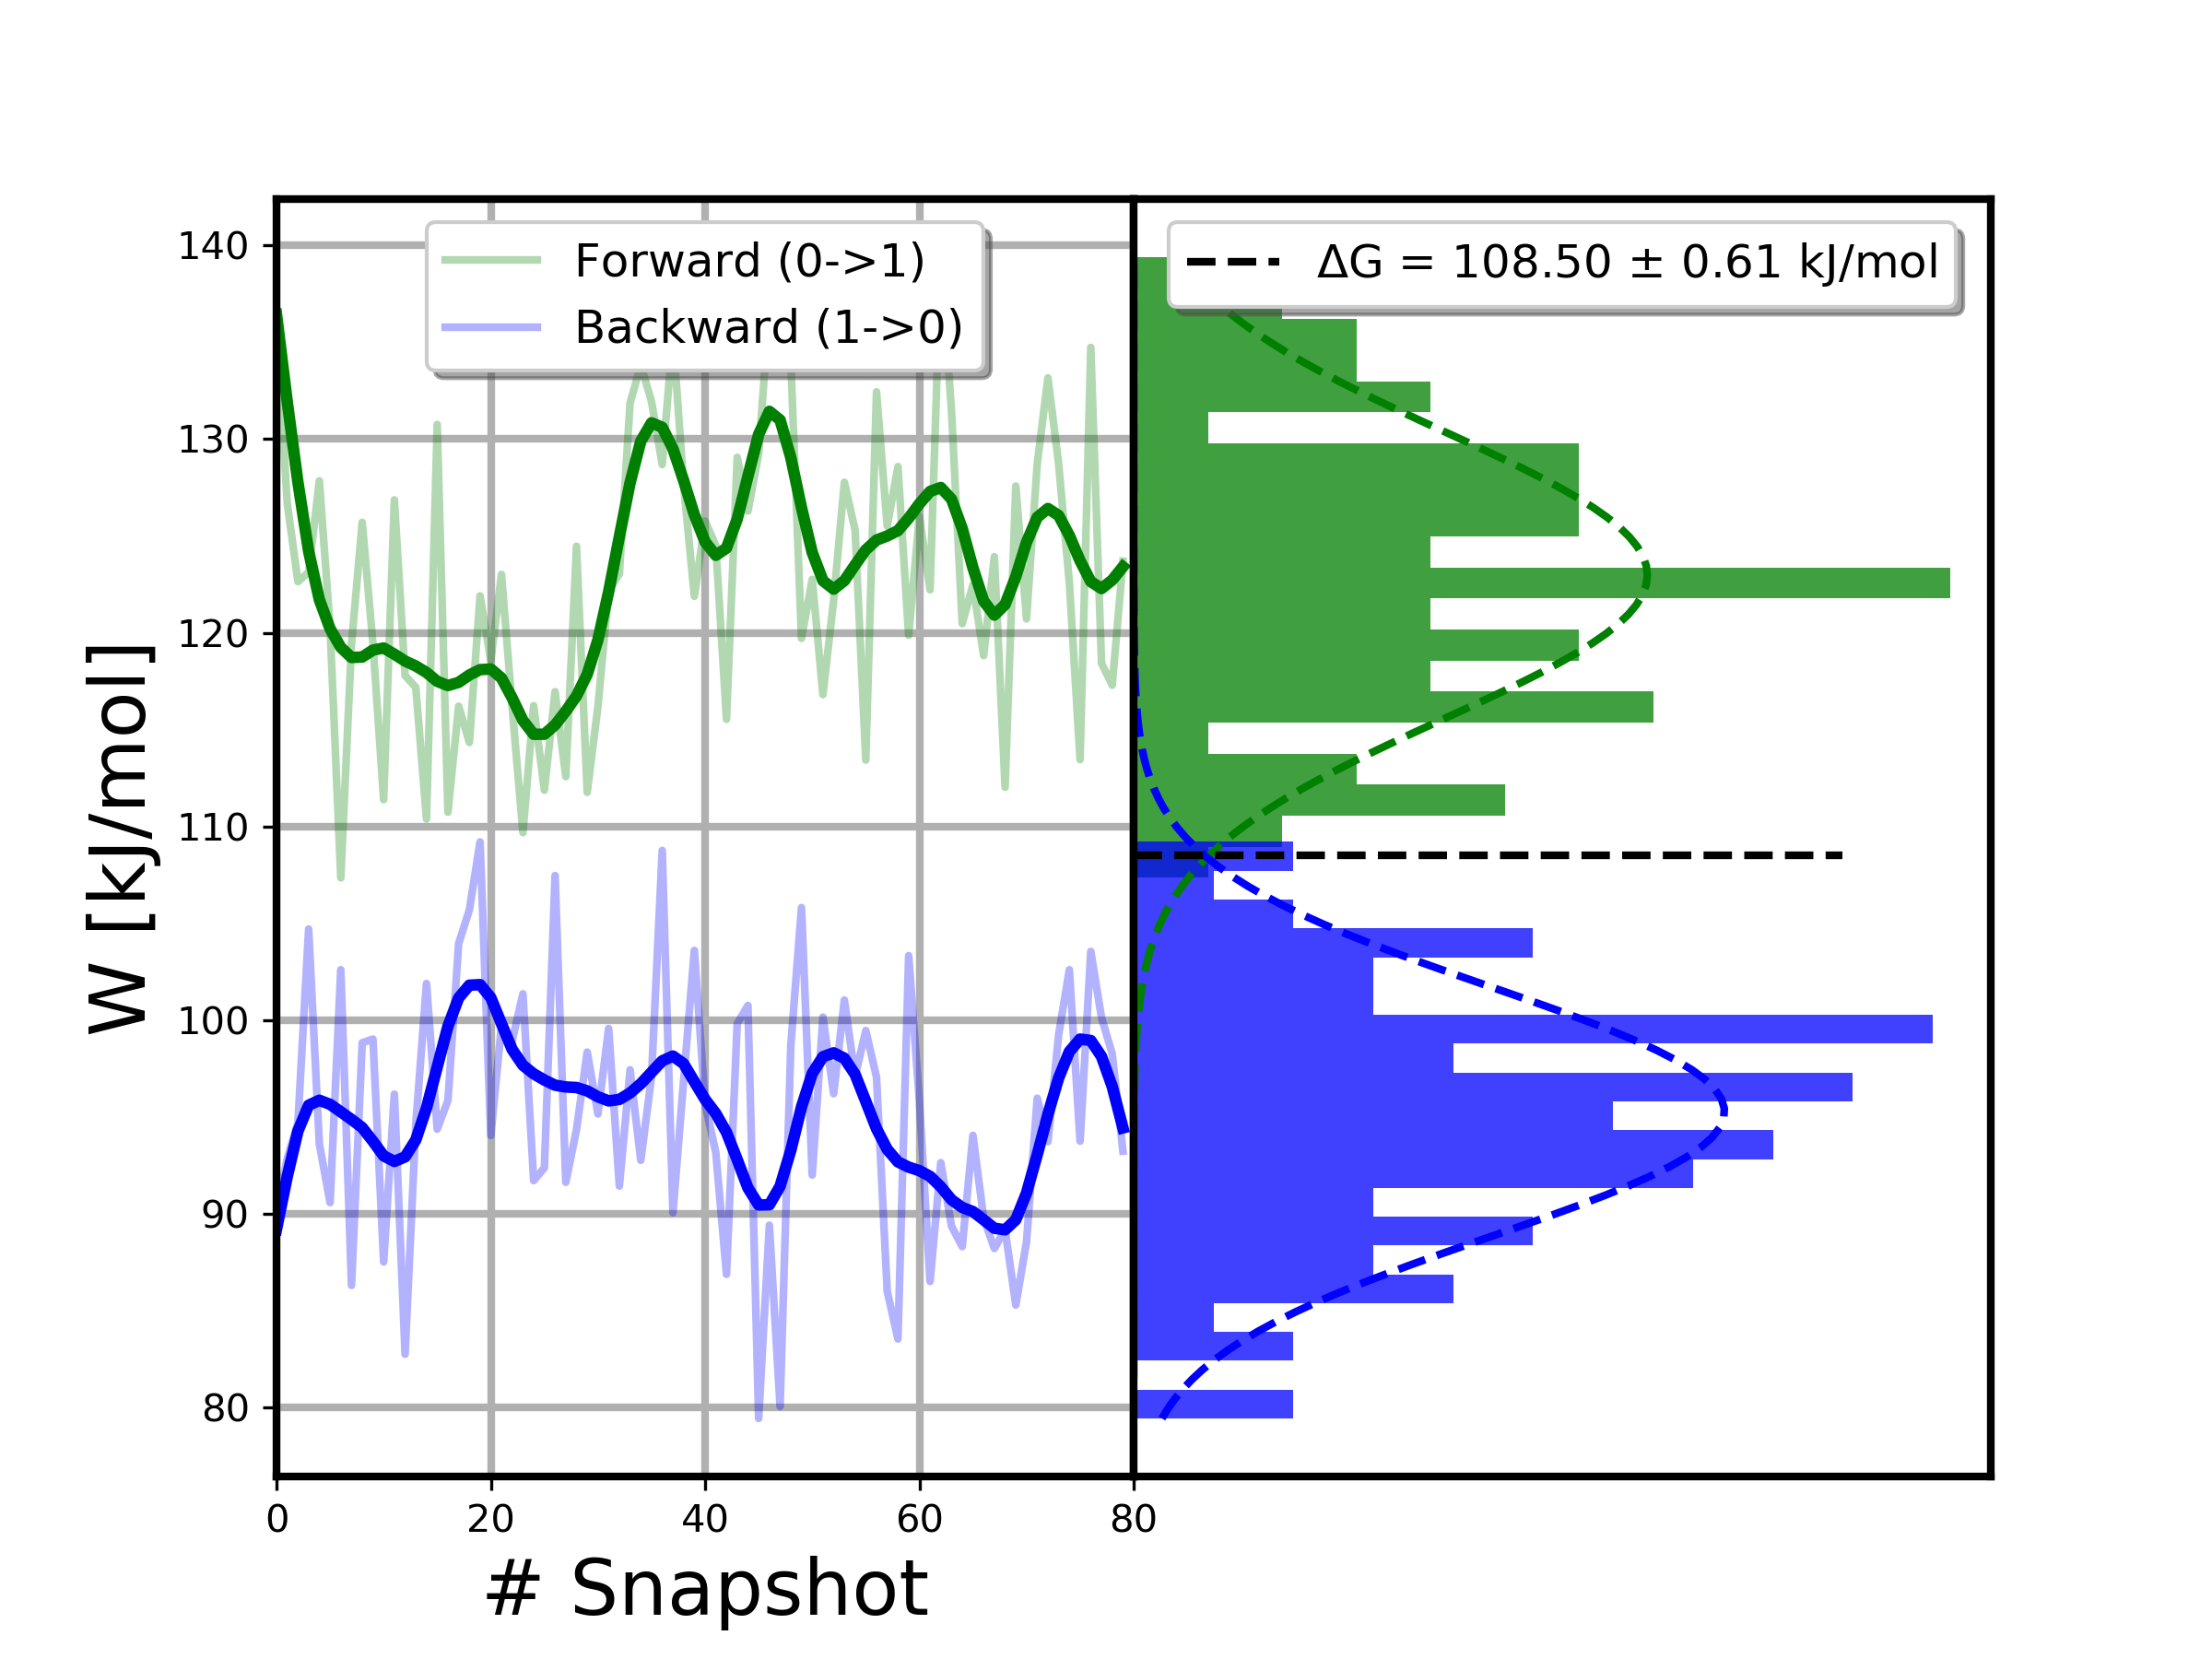 Forward (0->1)
Backward (1->0)
ΔG = 108.50 ± 0.61 kJ/mol
W [kJ/mol]
140
130
120
110
100
90
80
0 20 40 60 80
# Snapshot